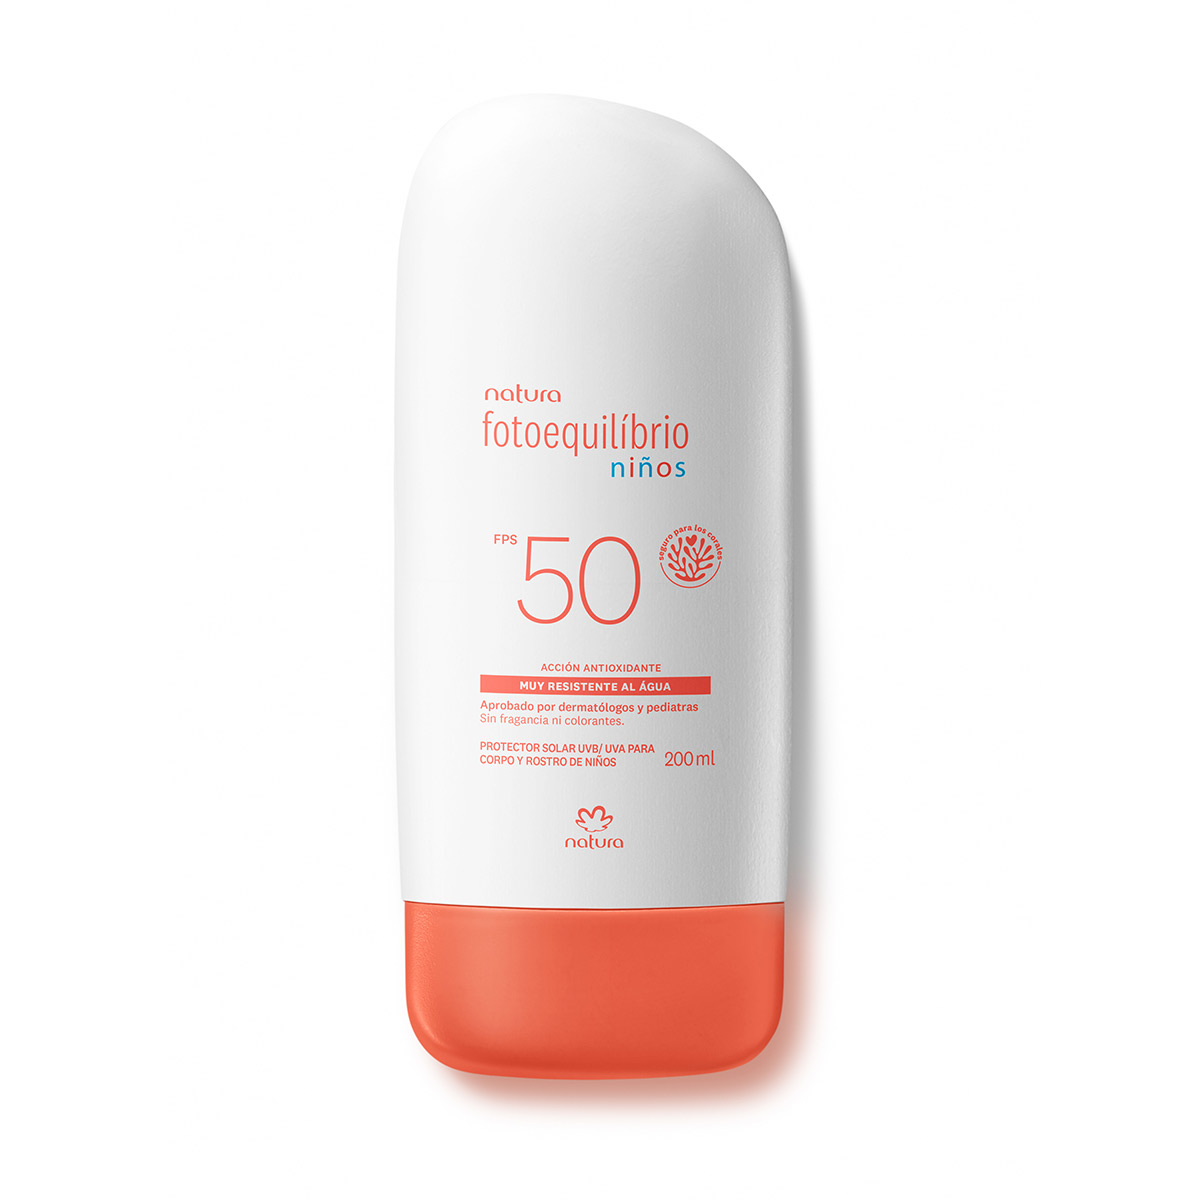 natura
fotoequilíbrio
niños
FPS 50
seguro para los corales
ACCIÓN ANTIOXIDANTE
MUY RESISTENTE AL ÁGUA
Aprobado por dermatólogos y pediatras
Sin fragancia ni colorantes.
PROTECTOR SOLAR UVB/ UVA PARA
CORPO Y ROSTRO DE NIÑOS
200 ml
natura